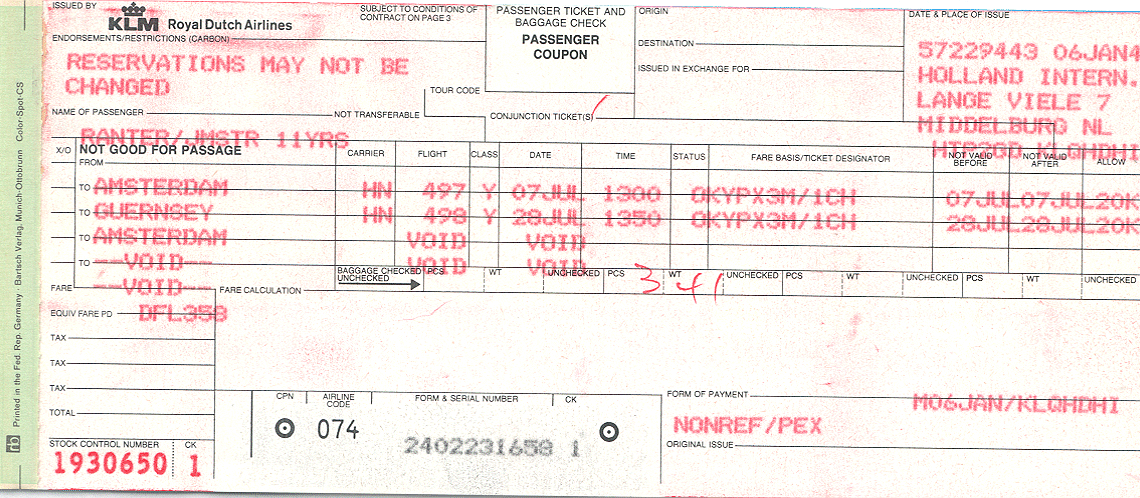 ISSUED BY
KLM Royal Dutch Airlines
SUBJECT TO CONDITIONS OF
CONTRACT ON PAGE 3
PASSENGER TICKET AND
BAGGAGE CHECK
PASSENGER
COUPON
ORIGIN
DATE & PLACE OF ISSUE
ENDORSEMENTS/RESTRICTIONS (CARBON)
DESTINATION
57229443 06JAN4
RESERVATIONS MAY NOT BE
CHANGED
ISSUED IN EXCHANGE FOR
HOLLAND INTERN.
TOUR CODE
LANGE VIELE 7
NAME OF PASSENGER
NOT TRANSFERABLE
CONJUNCTION TICKET(S)
MIDDELBURG NL
RANTER/JMSTR 11YRS
X/O NOT GOOD FOR PASSAGE CARRIER FLIGHT CLASS DATE TIME STATUS FARE BASIS/TICKET DESIGNATOR NOT VALID BEFORE NOT VALID AFTER ALLOW
FROM
TO AMSTERDAM HN 497 Y 07JUL 1300 OKYPX3M/1CH 07JUL07JUL20K
TO GUERNSEY HN 498 Y 28JUL 1350 OKYPX3M/1CH 28JUL28JUL20K
TO AMSTERDAM VOID VOID
TO --VOID-- VOID VOID
BAGGAGE CHECKED PCS WT UNCHECKED PCS 3 WT 41 UNCHECKED PCS WT UNCHECKED PCS WT UNCHECKED
UNCHECKED
FARE --VOID-- FARE CALCULATION
EQUIV FARE PD DFL358
TAX
TAX
TAX
TOTAL
CPN AIRLINE CODE FORM & SERIAL NUMBER CK
074 2402231658 1
FORM OF PAYMENT
M06JAN/KLQHDHI
NONREF/PEX
ORIGINAL ISSUE
STOCK CONTROL NUMBER CK
1930650 1
rtb Printed in the Fed. Rep. Germany · Bartsch Verlag, Munich-Ottobrunn Color-Spot-CS